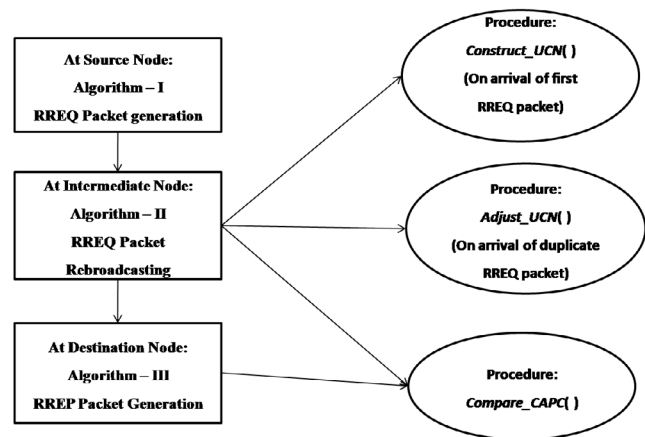 At Source Node:
Algorithm – I
RREQ Packet generation
At Intermediate Node:
Algorithm – II
RREQ Packet
Rebroadcasting
At Destination Node:
Algorithm – III
RREP Packet Generation
Procedure:
Construct_UCN( )
(On arrival of first
RREQ packet)
Procedure:
Adjust_UCN( )
(On arrival of duplicate
RREQ packet)
Procedure:
Compare_CAPC( )